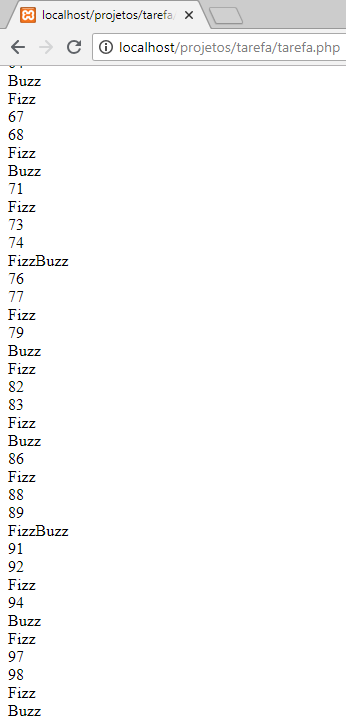 localhost/projetos/tarefa/
localhost/projetos/tarefa/tarefa.php
Buzz
Fizz
67
68
Fizz
Buzz
71
Fizz
73
74
FizzBuzz
76
77
Fizz
79
Buzz
Fizz
82
83
Fizz
Buzz
86
Fizz
88
89
FizzBuzz
91
92
Fizz
94
Buzz
Fizz
97
98
Fizz
Buzz